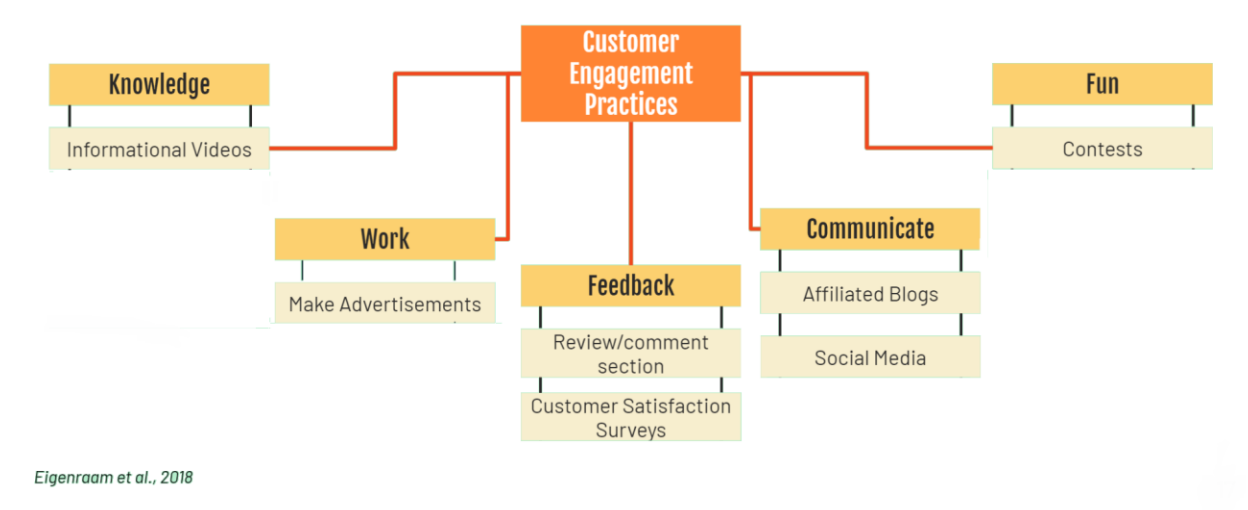 Customer
Engagement
Practices
Knowledge
Informational Videos
Work
Make Advertisements
Feedback
Review/comment
section
Customer Satisfaction
Surveys
Communicate
Affiliated Blogs
Social Media
Fun
Contests
Eigenraam et al., 2018